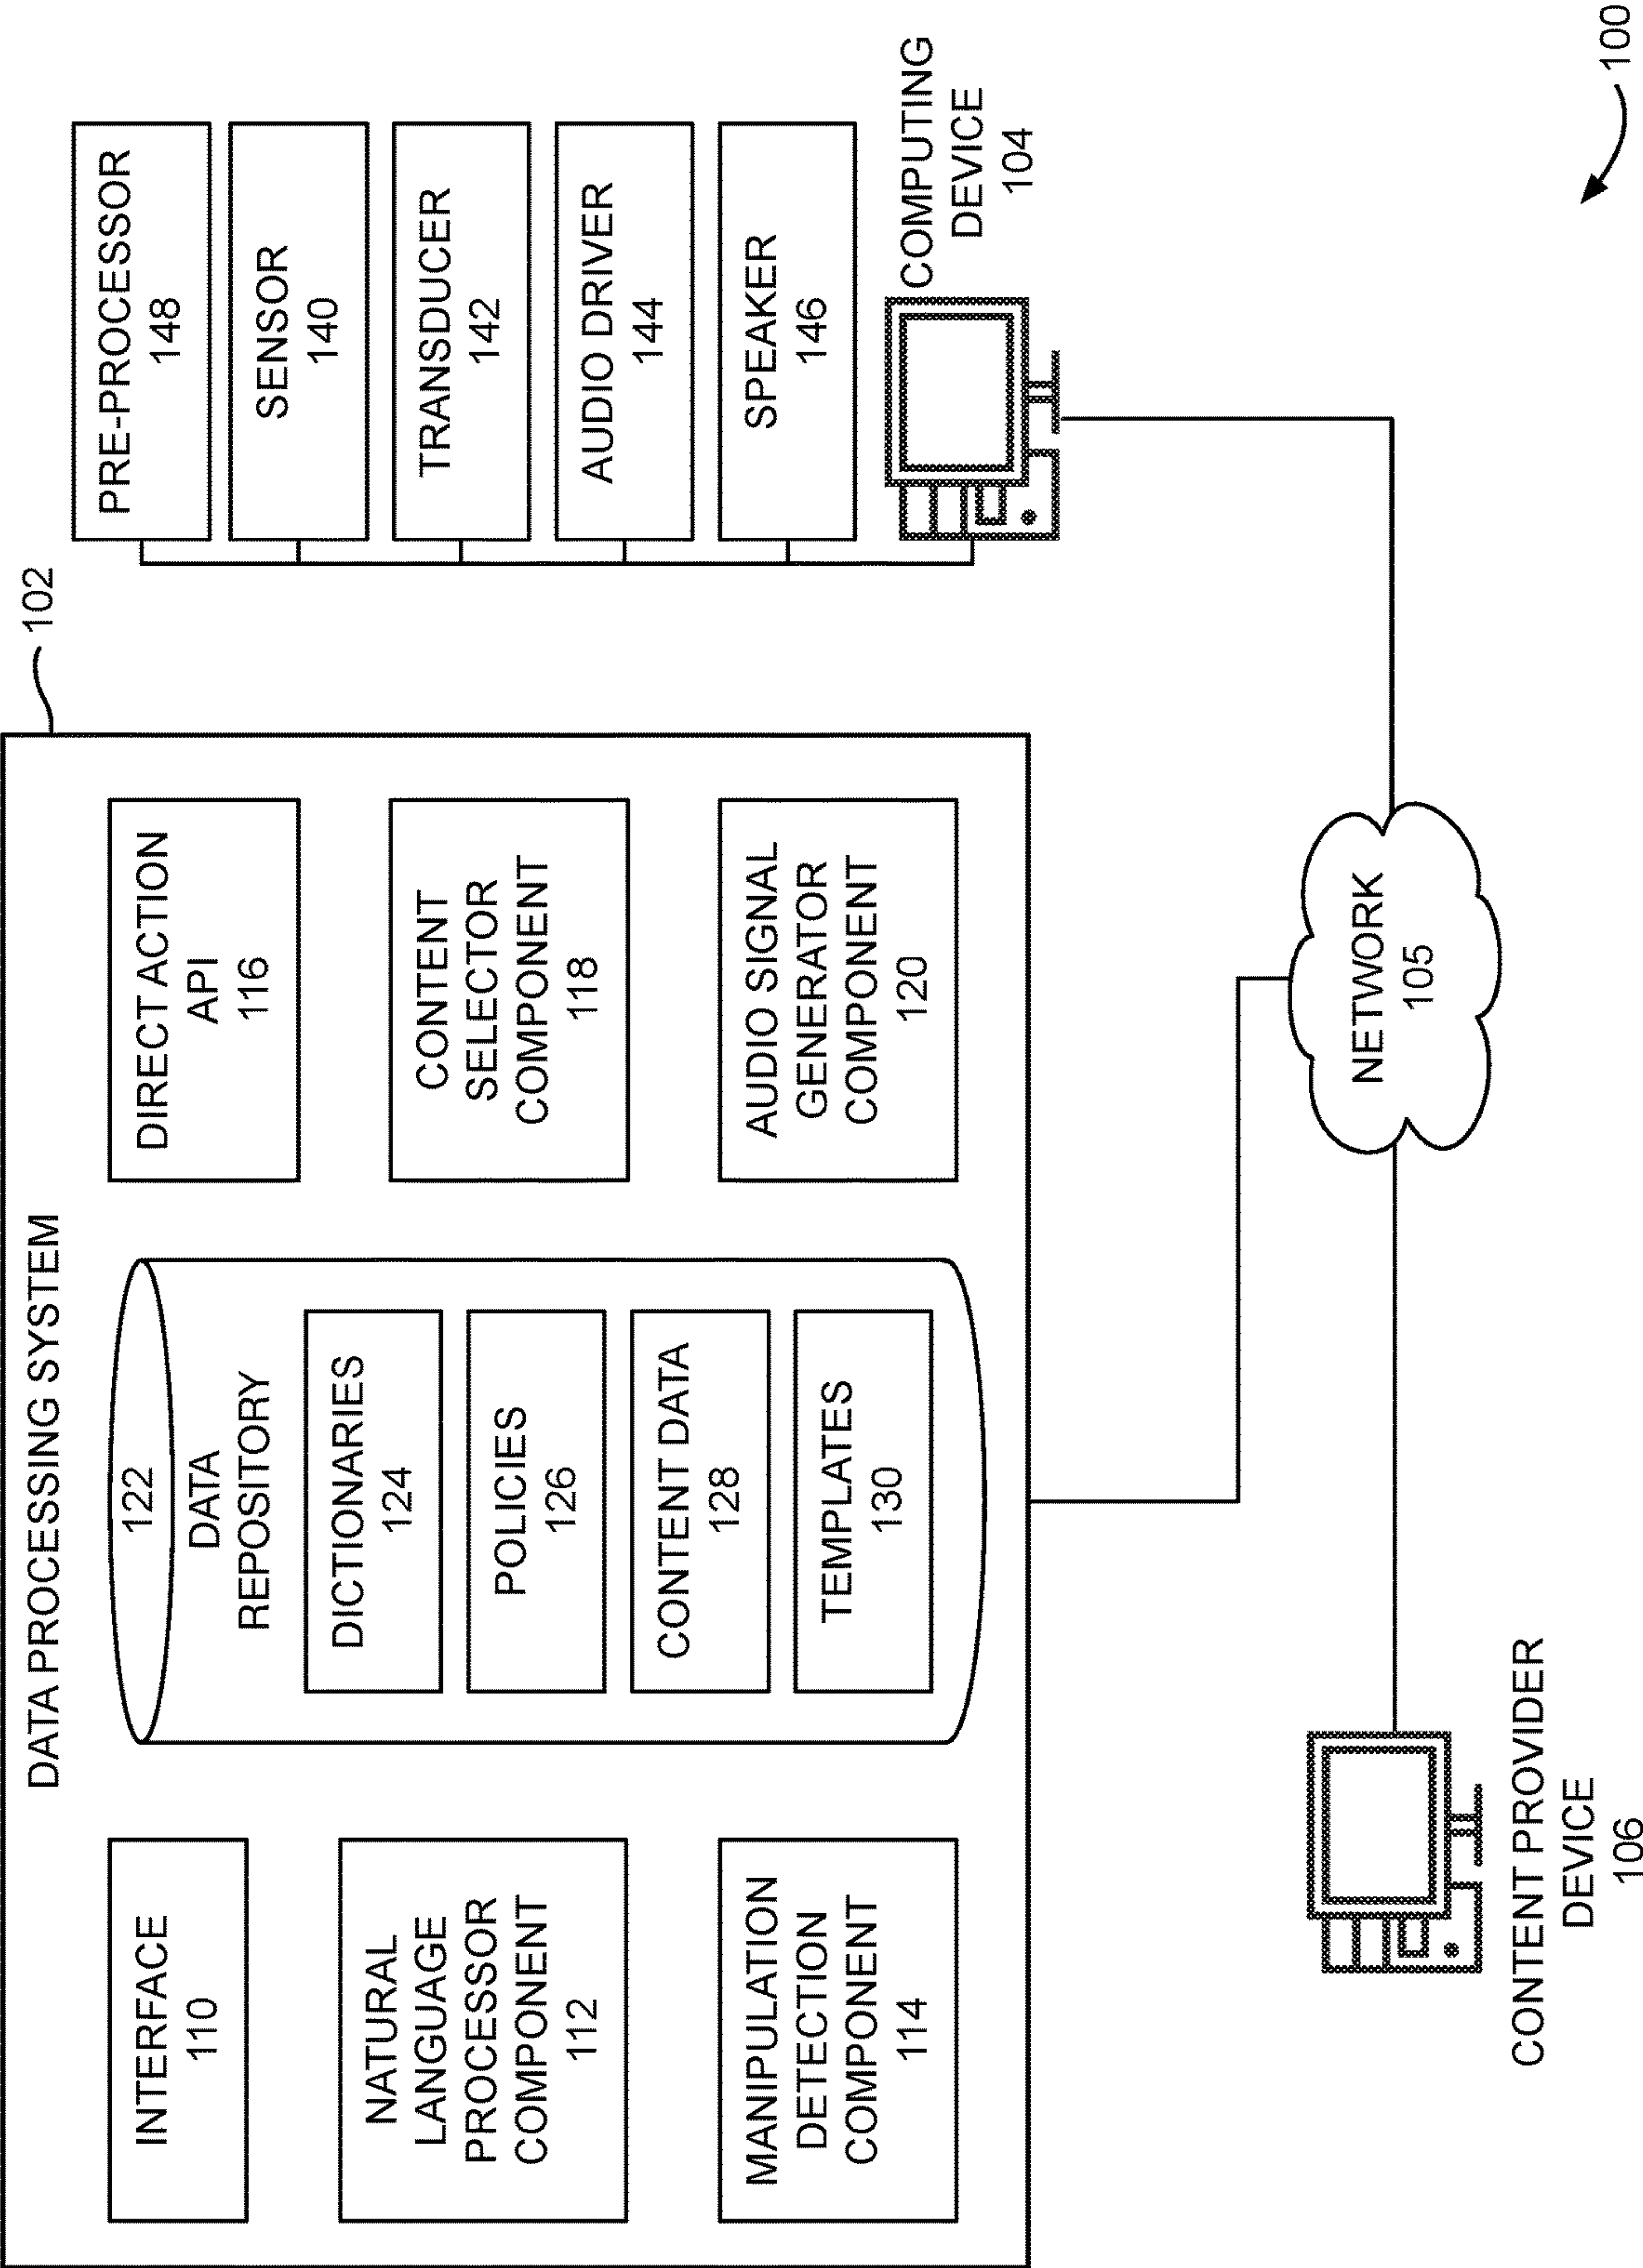 DATA PROCESSING SYSTEM
102
INTERFACE
110
NATURAL
LANGUAGE
PROCESSOR
COMPONENT
112
MANIPULATION
DETECTION
COMPONENT
114
122
DATA
REPOSITORY
DICTIONARIES
124
POLICIES
126
CONTENT DATA
128
TEMPLATES
130
DIRECT ACTION
API
116
CONTENT
SELECTOR
COMPONENT
118
AUDIO SIGNAL
GENERATOR
COMPONENT
120
PRE-PROCESSOR
148
SENSOR
140
TRANSDUCER
142
AUDIO DRIVER
144
SPEAKER
146
COMPUTING
DEVICE
104
NETWORK
105
CONTENT PROVIDER
DEVICE
106
100